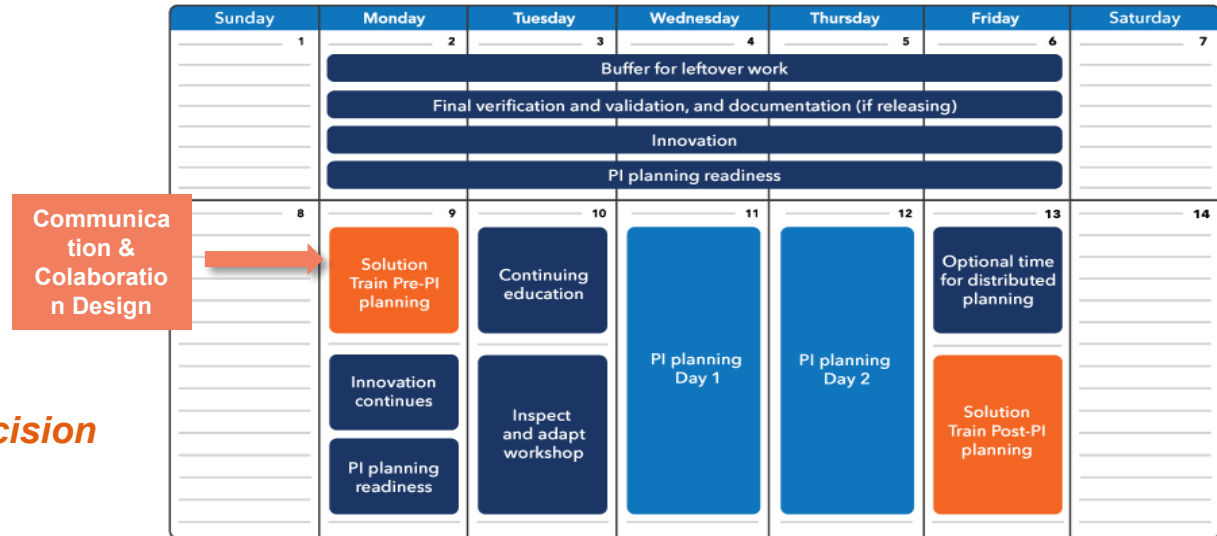 Sunday Monday Tuesday Wednesday Thursday Friday Saturday
1 2 3 4 5 6 7
Buffer for leftover work
Final verification and validation, and documentation (if releasing)
Innovation
PI planning readiness
8 9 10 11 12 13 14
Communica
tion &
Colaboratio
n Design
Solution
Train Pre-PI
planning
Innovation
continues
PI planning
readiness
Continuing
education
Inspect
and adapt
workshop
PI planning
Day 1
PI planning
Day 2
Optional time
for distributed
planning
Solution
Train Post-PI
planning
cision